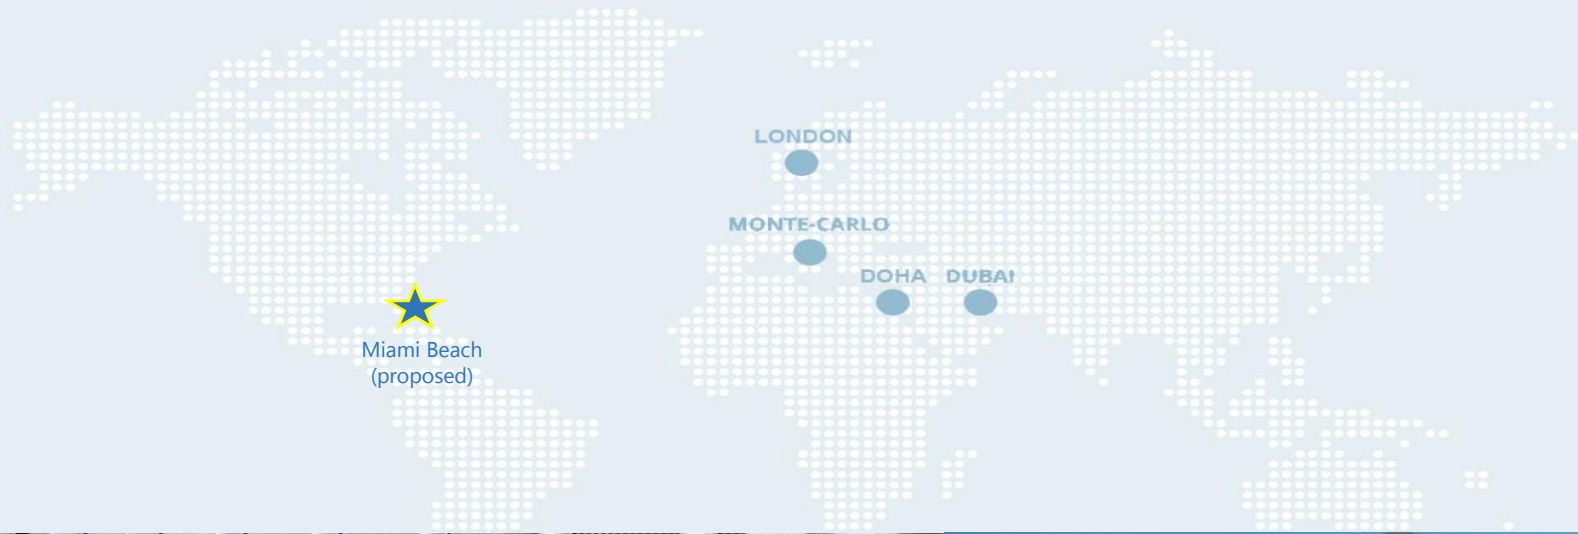 LONDON
MONTE-CARLO
DOHA
DUBAI
Miami Beach
(proposed)